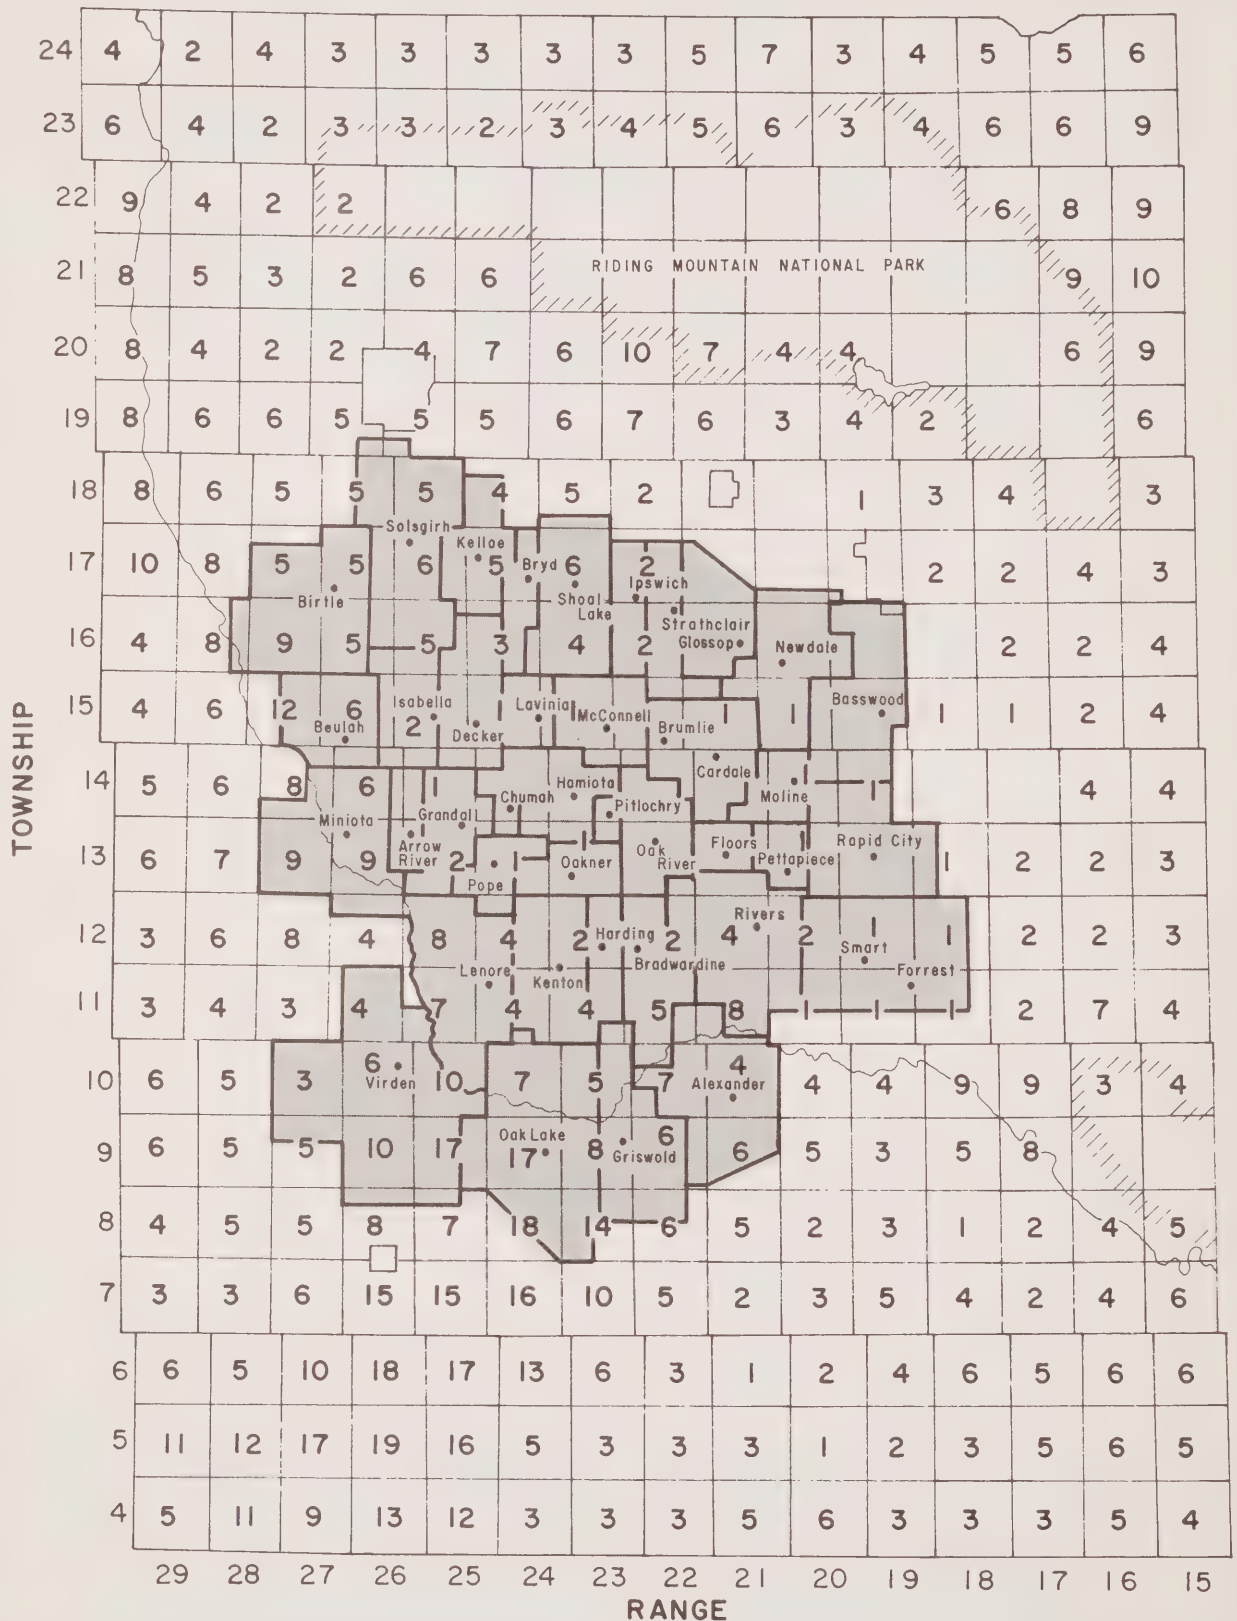 24 4 2 4 3 3 3 3 3 5 7 3 4 5 5 6
23 6 4 2 3 3 2 3 4 5 6 3 4 6 6 9
22 9 4 2 2 6 8 9
21 8 5 3 2 6 6 RIDING MOUNTAIN NATIONAL PARK 9 10
20 8 4 2 2 4 7 6 10 7 4 4 6 9
19 8 6 6 5 5 5 6 7 6 3 4 2 6
18 8 6 5 5 5 4 5 2 1 3 4 3
Solsgirh
Kelloe
17 10 8 5 5 6 5 Bryd 6 2 2 2 4 3
Ipswich
Birtle Shoal Lake
Strathclair
16 4 8 9 5 5 3 4 2 Glossop Newdale 2 2 4
15 4 6 12 6 Isabella 2 Lavinia 1 McConnell 1 1 Basswood 1 1 2 4
Beulah Decker Brumlie
14 5 6 8 6 1 Hamiota Cardale 1 4 4
Chumah Pitlochry Moline
Miniota Grandal
13 6 7 9 9 Arrow River 2 1 1 Oak River Floors Rapid City 1 2 2 3
Pope Oakner Pettapiece
12 3 6 8 4 8 4 2 Harding 2 4 Rivers 2 1 1 2 2 3
Smart
Lenore Kenton Bradwardine Forrest
11 3 4 3 4 7 4 4 5 8 1 1 1 2 7 4
10 6 5 3 6 Virden 10 7 5 7 4 Alexander 4 4 9 9 3 4
9 6 5 5 10 17 Oak Lake 17 8 6 6 5 3 5 8
Griswold
8 4 5 5 8 7 18 14 6 5 2 3 1 2 4 5
7 3 3 6 15 15 16 10 5 2 3 5 4 2 4 6
6 6 5 10 18 17 13 6 3 1 2 4 6 5 6 6
5 11 12 17 19 16 5 3 3 3 1 2 3 5 6 5
4 5 11 9 13 12 3 3 3 5 6 3 3 3 5 4
29 28 27 26 25 24 23 22 21 20 19 18 17 16 15
RANGE
TOWNSHIP